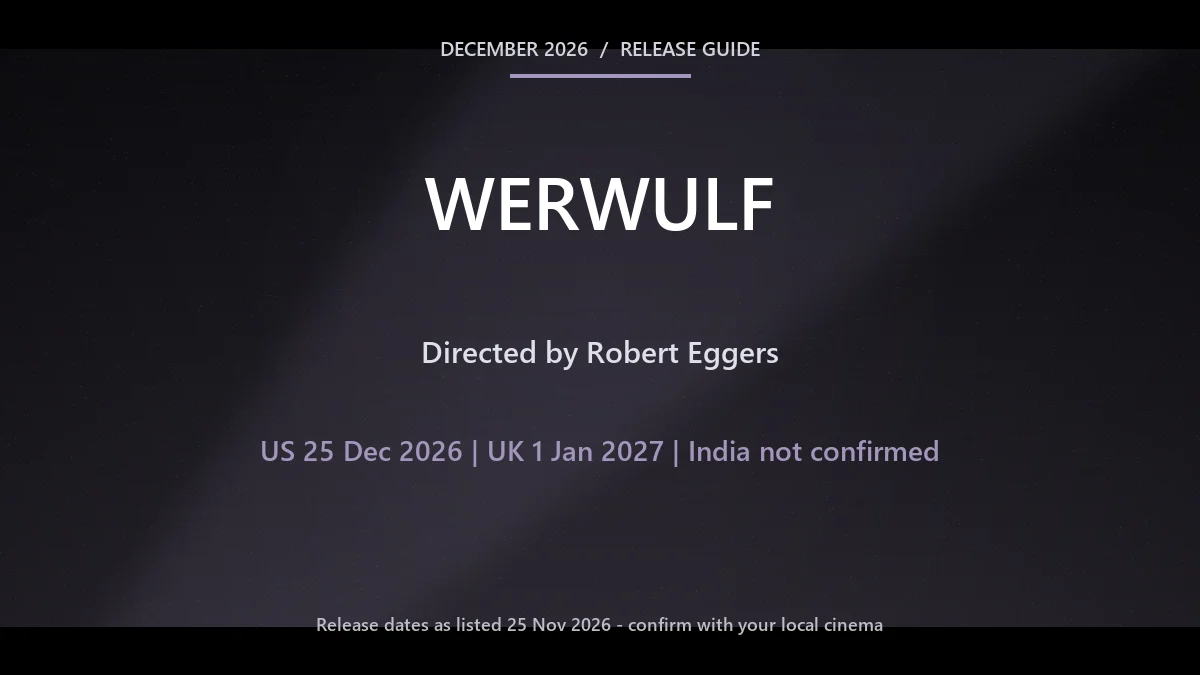 DECEMBER 2026 / RELEASE GUIDE
WERWULF
Directed by Robert Eggers
US 25 Dec 2026 | UK 1 Jan 2027 | India not confirmed
Release dates as listed 25 Nov 2026 - confirm with your local cinema